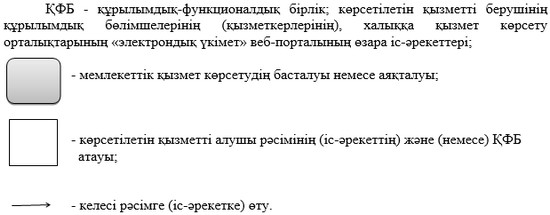 ҚФБ - құрылымдық-функционалдық бірлік; көрсетілетін қызметті берушінің
құрылымдық бөлімшелерінің (қызметкерлерінің), халыққа қызмет көрсету
орталықтарының «электрондық үкімет» веб-порталының өзара іс-әрекеттері;
- мемлекеттік қызмет көрсетудің басталуы немесе аяқталуы;
- көрсетілетін қызметті алушы рәсімінің (іс-әрекеттің) және (немесе) ҚФБ
атауы;
- келесі рәсімге (іс-әрекетке) өту.